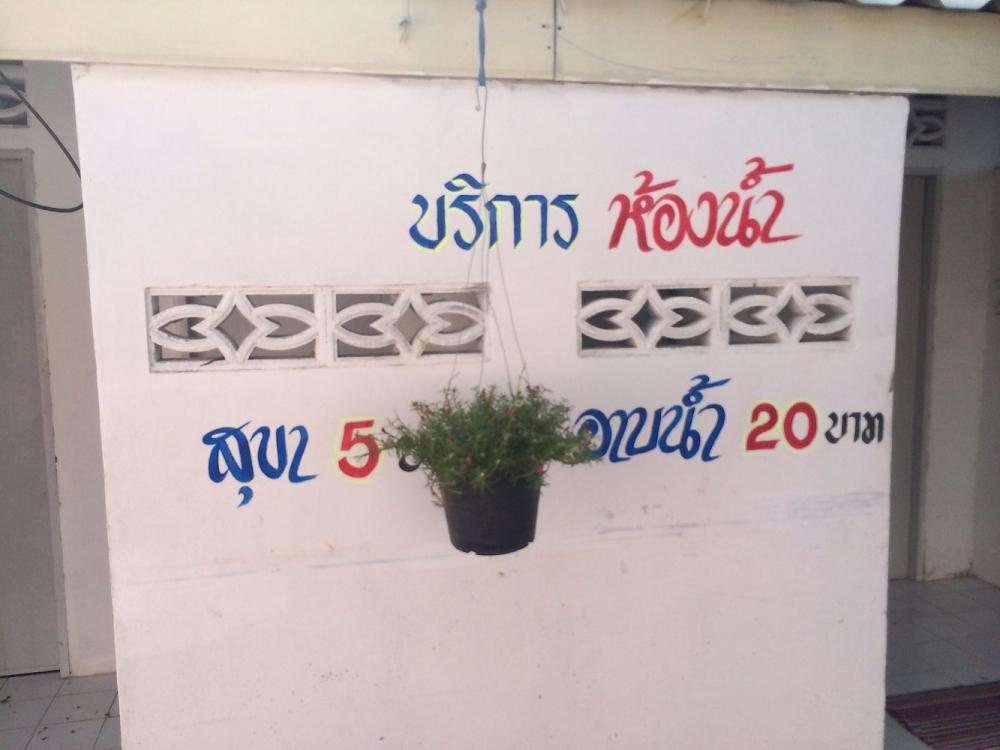 บริการ ห้องน้ำ
สุขา 5 อาบน้ำ 20 บาท